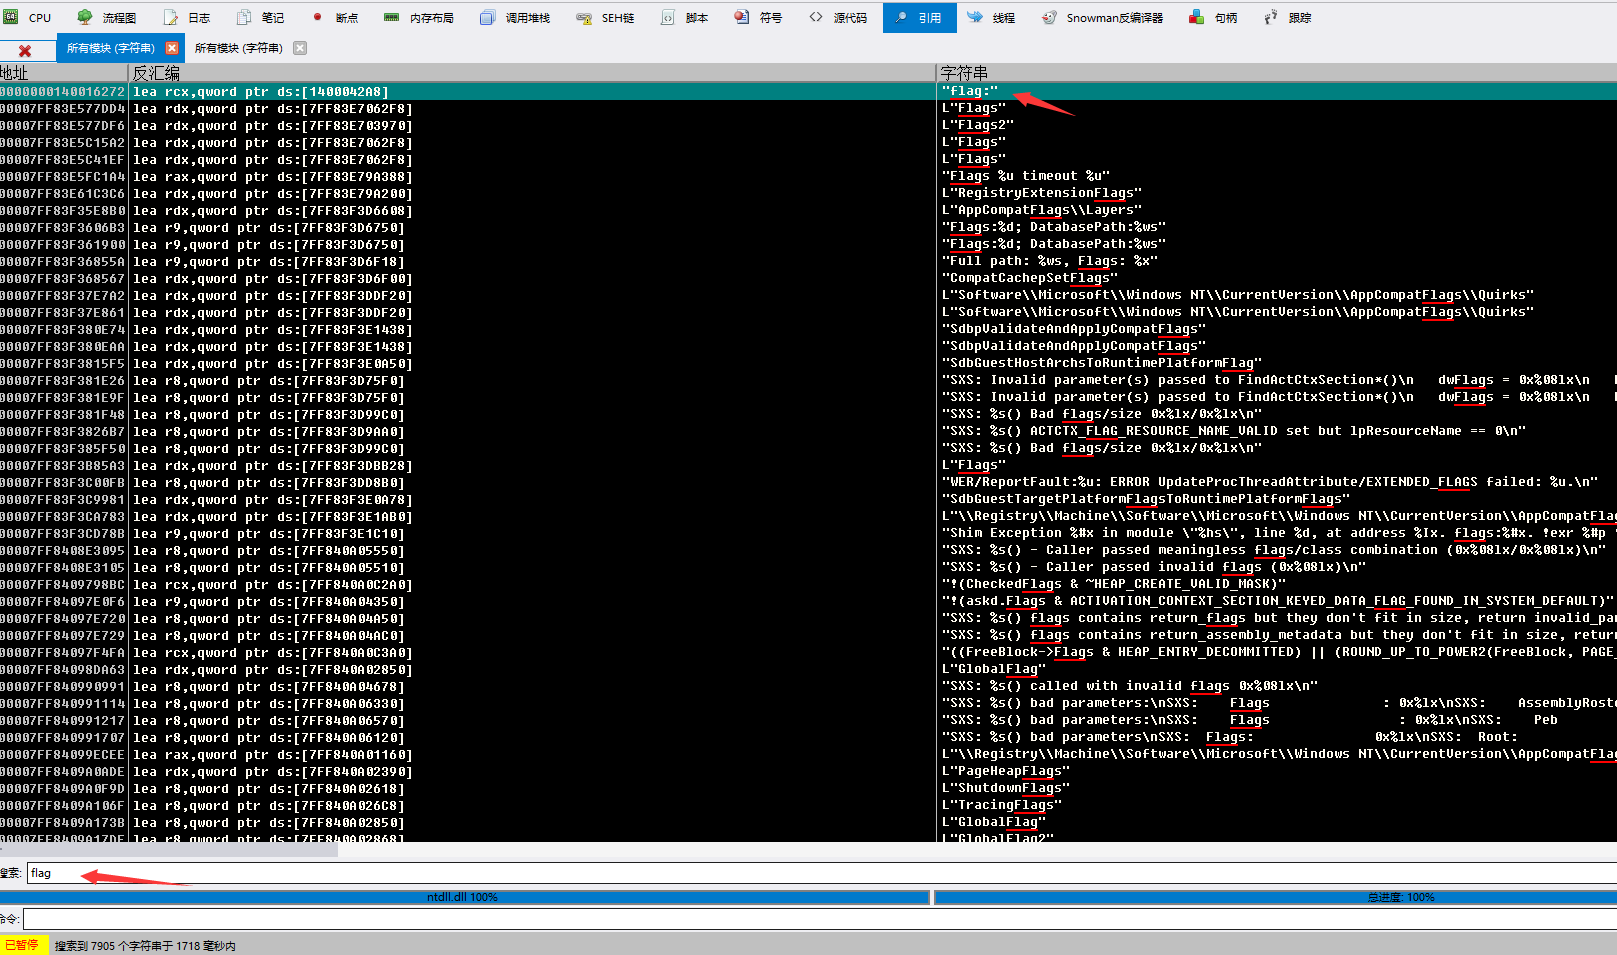 CPU 流程图 日志 笔记 断点 内存布局 调用堆栈 SEH链 脚本 符号 源代码 引用 线程 Snowman反编译器 句柄 跟踪
所有模块 (字符串) 所有模块 (字符串)
地址 反汇编 字符串
0000000140016272 lea rcx,qword ptr ds:[1400042A8] "flag:"
00007FF83E577DD4 lea rdx,qword ptr ds:[7FF83E7062F8] L"Flags"
00007FF83E577DF6 lea rdx,qword ptr ds:[7FF83E703970] L"Flags2"
00007FF83E5C15A2 lea rdx,qword ptr ds:[7FF83E7062F8] L"Flags"
00007FF83E5C41EF lea rdx,qword ptr ds:[7FF83E7062F8] L"Flags"
00007FF83E5FC1A4 lea rax,qword ptr ds:[7FF83E79A388] "Flags %u timeout %u"
00007FF83E61C3C6 lea rdx,qword ptr ds:[7FF83E79A200] L"RegistryExtensionFlags"
00007FF83F35E8B0 lea rdx,qword ptr ds:[7FF83F3D6608] L"AppCompatFlags\\Layers"
00007FF83F3606B3 lea r9,qword ptr ds:[7FF83F3D6750] "Flags:%d; DatabasePath:%ws"
00007FF83F361900 lea r9,qword ptr ds:[7FF83F3D6750] "Flags:%d; DatabasePath:%ws"
00007FF83F36855A lea r9,qword ptr ds:[7FF83F3D6F18] "Full path: %ws, Flags: %x"
00007FF83F368567 lea rdx,qword ptr ds:[7FF83F3D6F00] "CompatCachepSetFlags"
00007FF83F37E7A2 lea rdx,qword ptr ds:[7FF83F3DDF20] L"Software\\Microsoft\\Windows NT\\CurrentVersion\\AppCompatFlags\\Quirks"
00007FF83F37E861 lea rdx,qword ptr ds:[7FF83F3DDF20] L"Software\\Microsoft\\Windows NT\\CurrentVersion\\AppCompatFlags\\Quirks"
00007FF83F380E74 lea rdx,qword ptr ds:[7FF83F3E1438] "SdbpValidateAndApplyCompatFlags"
00007FF83F380EAA lea rdx,qword ptr ds:[7FF83F3E1438] "SdbpValidateAndApplyCompatFlags"
00007FF83F3815F5 lea rdx,qword ptr ds:[7FF83F3E0A50] "SdbGuestHostArchsToRuntimePlatformFlag"
00007FF83F381E26 lea r8,qword ptr ds:[7FF83F3D75F0] "SXS: Invalid parameter(s) passed to FindActCtxSection*()\n dwFlags = 0x%08lx\n
00007FF83F381E9F lea r8,qword ptr ds:[7FF83F3D75F0] "SXS: Invalid parameter(s) passed to FindActCtxSection*()\n dwFlags = 0x%08lx\n
00007FF83F381F48 lea r8,qword ptr ds:[7FF83F3D99C0] "SXS: %s() Bad flags/size 0x%lx/0x%lx\n"
00007FF83F3826B7 lea r8,qword ptr ds:[7FF83F3D9AA0] "SXS: %s() ACTCTX_FLAG_RESOURCE_NAME_VALID set but lpResourceName == 0\n"
00007FF83F385F50 lea r8,qword ptr ds:[7FF83F3D99C0] "SXS: %s() Bad flags/size 0x%lx/0x%lx\n"
00007FF83F3B85A3 lea rdx,qword ptr ds:[7FF83F3DBB28] L"Flags"
00007FF83F3C00FB lea r8,qword ptr ds:[7FF83F3DD8B0] "WER/ReportFault:%u: ERROR UpdateProcThreadAttribute/EXTENDED_FLAGS failed: %u.\n"
00007FF83F3C9981 lea rdx,qword ptr ds:[7FF83F3E0A78] "SdbGuestTargetPlatformFlagsToRuntimePlatformFlags"
00007FF83F3CA783 lea rdx,qword ptr ds:[7FF83F3E1AB0] L"\\Registry\\Machine\\Software\\Microsoft\\Windows NT\\CurrentVersion\\AppCompatFlag
00007FF83F3CD78B lea r9,qword ptr ds:[7FF83F3E1C10] "Shim Exception %#x in module \"%hs\", line %d, at address %Ix. flags:%#x. !exr %#p
00007FF8408E3095 lea r8,qword ptr ds:[7FF840A05550] "SXS: %s() - Caller passed meaningless flags/class combination (0x%08lx/0x%08lx)\n"
00007FF8408E3105 lea r8,qword ptr ds:[7FF840A05510] "SXS: %s() - Caller passed invalid flags (0x%08lx)\n"
00007FF8409798BC lea rcx,qword ptr ds:[7FF840A0C2A0] "!(CheckedFlags & ~HEAP_CREATE_VALID_MASK)"
00007FF84097E0F6 lea r9,qword ptr ds:[7FF840A04350] "!(askd.Flags & ACTIVATION_CONTEXT_SECTION_KEYED_DATA_FLAG_FOUND_IN_SYSTEM_DEFAULT)"
00007FF84097E720 lea r8,qword ptr ds:[7FF840A04A50] "SXS: %s() flags contains return_flags but they don't fit in size, return invalid_par
00007FF84097E729 lea r8,qword ptr ds:[7FF840A04AC0] "SXS: %s() flags contains return_assembly_metadata but they don't fit in size, return
00007FF84097F4FA lea rcx,qword ptr ds:[7FF840A0C3A0] "((FreeBlock->Flags & HEAP_ENTRY_DECOMMITTED) || (ROUND_UP_TO_POWER2(FreeBlock, PAGE_
00007FF84098DA63 lea rdx,qword ptr ds:[7FF840A02850] L"GlobalFlag"
00007FF840990991 lea r8,qword ptr ds:[7FF840A04678] "SXS: %s() called with invalid flags 0x%08lx\n"
00007FF840991114 lea r8,qword ptr ds:[7FF840A06330] "SXS: %s() bad parameters:\nSXS: Flags : 0x%lx\nSXS: AssemblyRoste
00007FF840991217 lea r8,qword ptr ds:[7FF840A06570] "SXS: %s() bad parameters:\nSXS: Flags : 0x%lx\nSXS: Peb
00007FF840991707 lea r8,qword ptr ds:[7FF840A06120] "SXS: %s() bad parameters\nSXS: Flags: 0x%lx\nSXS: Root:
00007FF84099ECEE lea rax,qword ptr ds:[7FF840A01160] L"\\Registry\\Machine\\Software\\Microsoft\\Windows NT\\CurrentVersion\\AppCompatFlag
00007FF8409A0ADE lea rdx,qword ptr ds:[7FF840A02390] L"PageHeapFlags"
00007FF8409A0F9D lea r8,qword ptr ds:[7FF840A02618] L"ShutdownFlags"
00007FF8409A106F lea r8,qword ptr ds:[7FF840A026C8] L"TracingFlags"
00007FF8409A173B lea r8,qword ptr ds:[7FF840A02850] L"GlobalFlag"
00007FF8409A17DF lea r8,qword ptr ds:[7FF840A02868] L"GlobalFlag2"
搜索: flag
ntdll.dll 100% 总进度: 100%
命令:
已暂停 搜索到 7905 个字符串于 1718 毫秒内